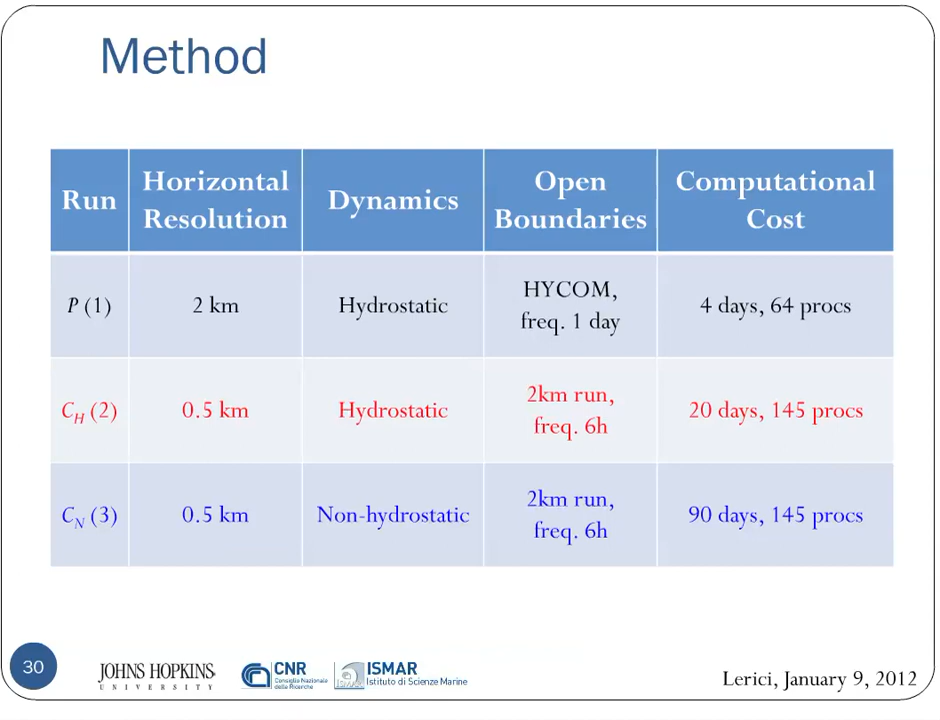 Method
Run
Horizontal
Resolution
Dynamics
Open
Boundaries
Computational
Cost
P (1)
2 km
Hydrostatic
HYCOM,
freq. 1 day
4 days, 64 procs
CH (2)
0.5 km
Hydrostatic
2km run,
freq. 6h
20 days, 145 procs
CN (3)
0.5 km
Non-hydrostatic
2km run,
freq. 6h
90 days, 145 procs
30
JOHNS HOPKINS
UNIVERSITY
CNR
Consiglio Nazionale
delle Ricerche
ISMAR
ISMAR
Istituto di Scienze Marine
Lerici, January 9, 2012